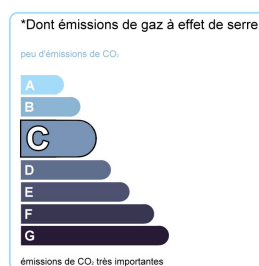 *Dont émissions de gaz à effet de serre
peu d'émissions de CO₂
A
B
C
D
E
F
G
émissions de CO₂ très importantes